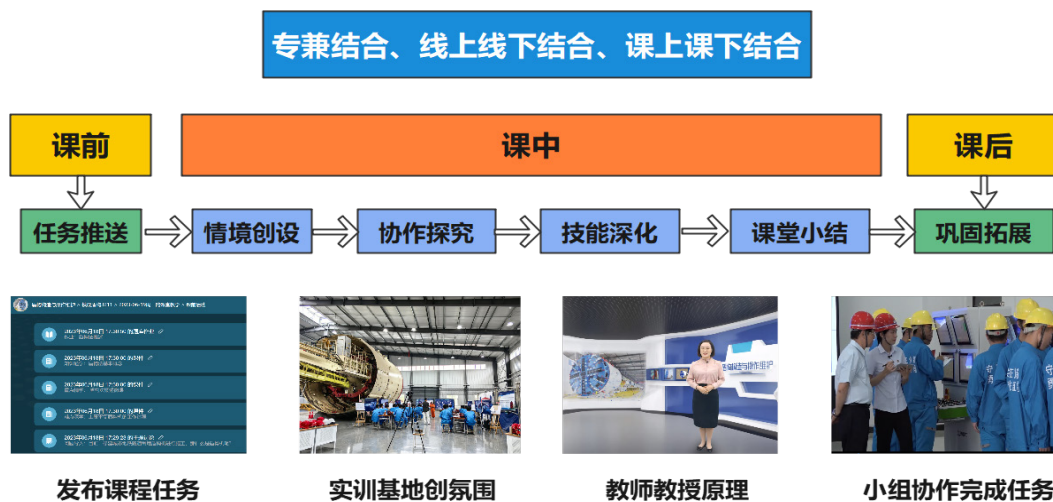 专兼结合、线上线下结合、课上课下结合
课前
课中
课后
任务推送
情境创设
协作探究
技能深化
课堂小结
巩固拓展
发布课程任务
实训基地创氛围
教师教授原理
小组协作完成任务